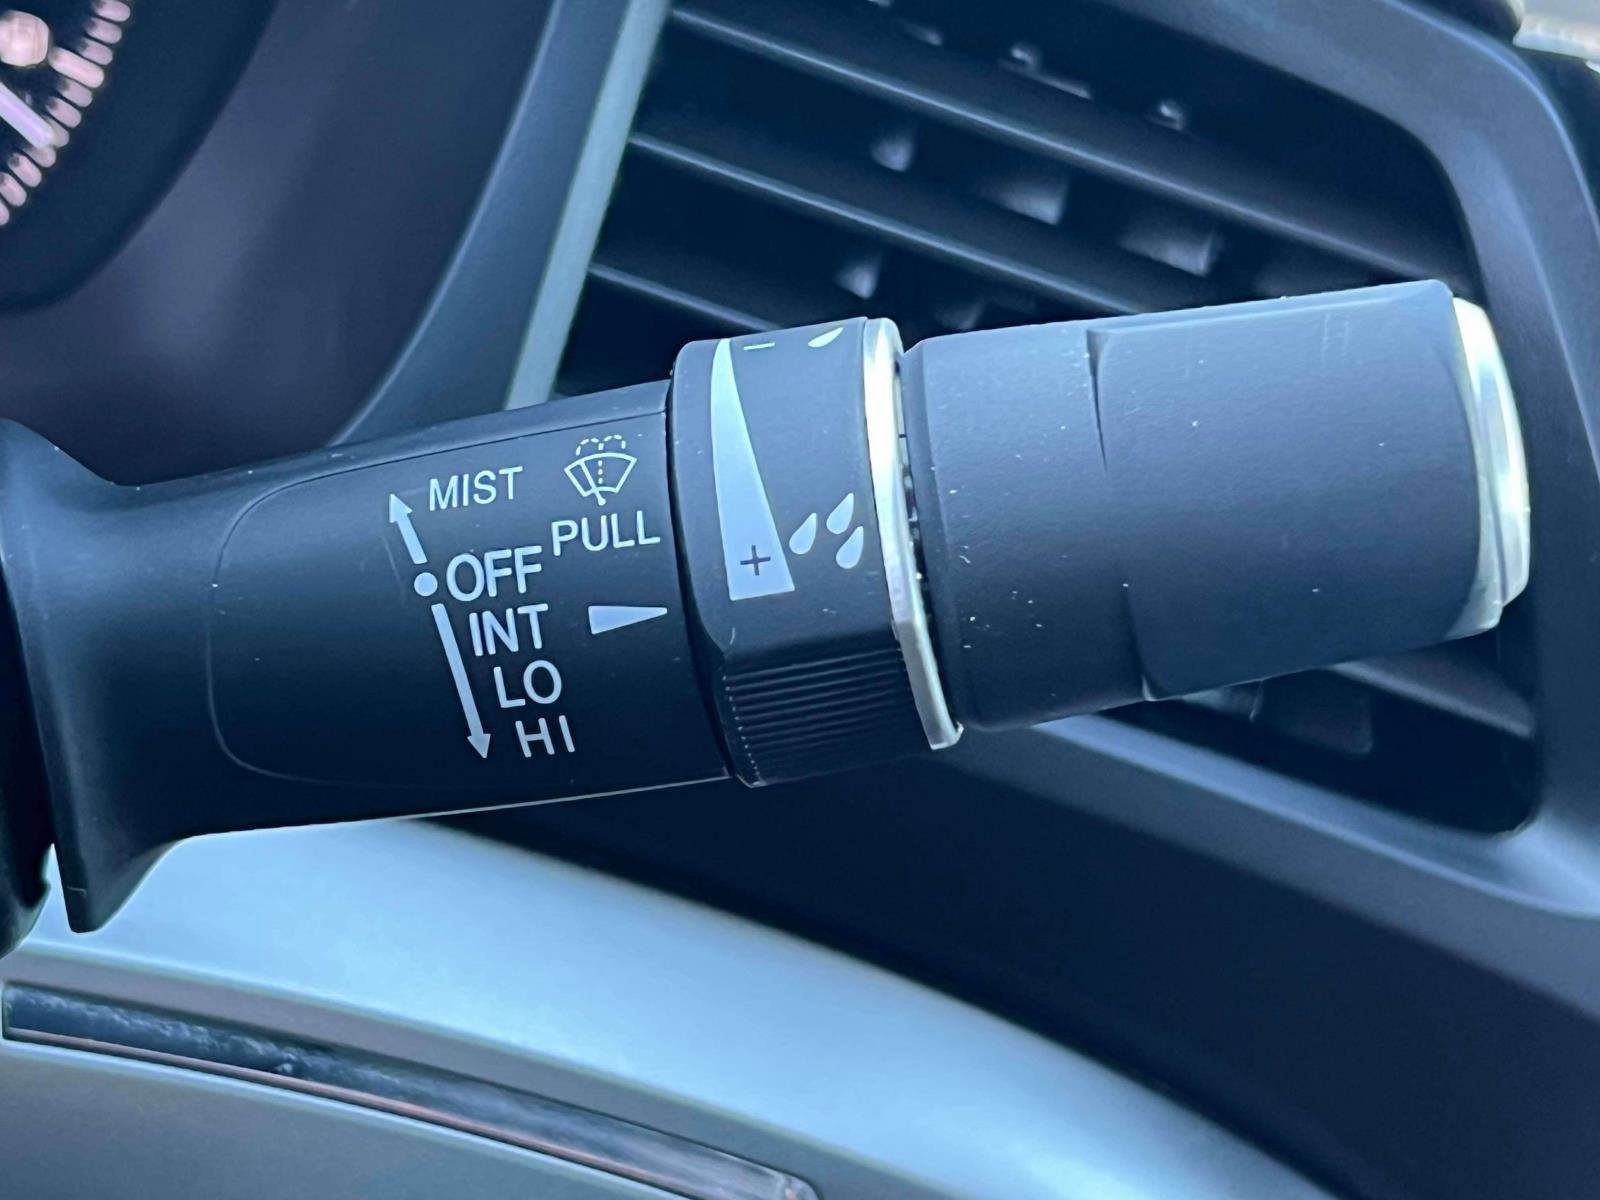 MIST
PULL
OFF
INT
LO
HI
−
+